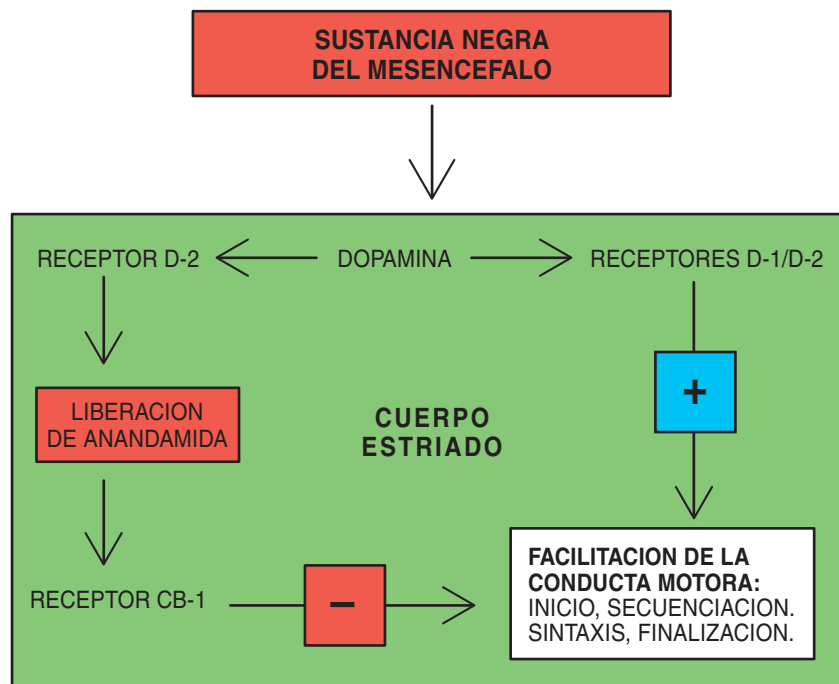 SUSTANCIA NEGRA
DEL MESENCEFALO
RECEPTOR D-2
DOPAMINA
RECEPTORES D-1/D-2
+
LIBERACION
DE ANANDAMIDA
CUERPO
ESTRIADO
RECEPTOR CB-1
–
FACILITACION DE LA
CONDUCTA MOTORA:
INICIO, SECUENCIACION.
SINTAXIS, FINALIZACION.